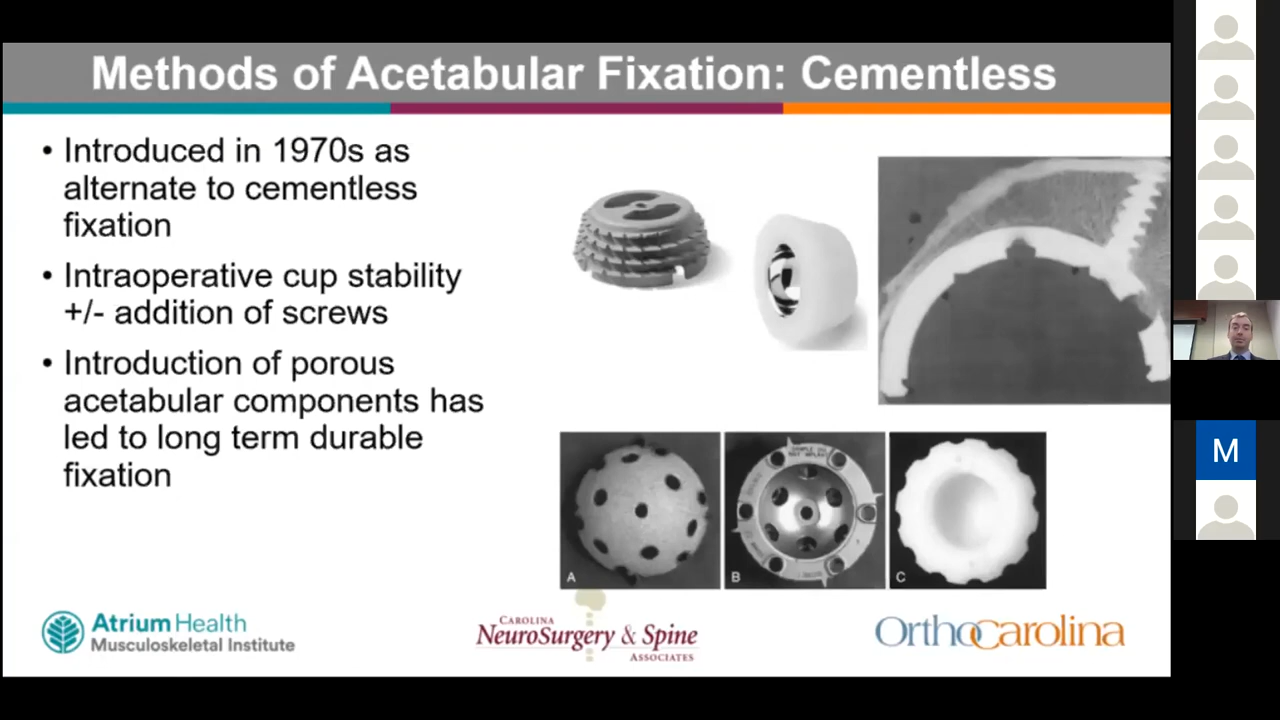 Methods of Acetabular Fixation: Cementless
• Introduced in 1970s as
alternate to cementless
fixation
• Intraoperative cup stability
+/- addition of screws
• Introduction of porous
acetabular components has
led to long term durable
fixation
A
B
C
Atrium Health
Musculoskeletal Institute
CAROLINA
NEUROSURGERY & SPINE
ASSOCIATES
OrthoCarolina
M